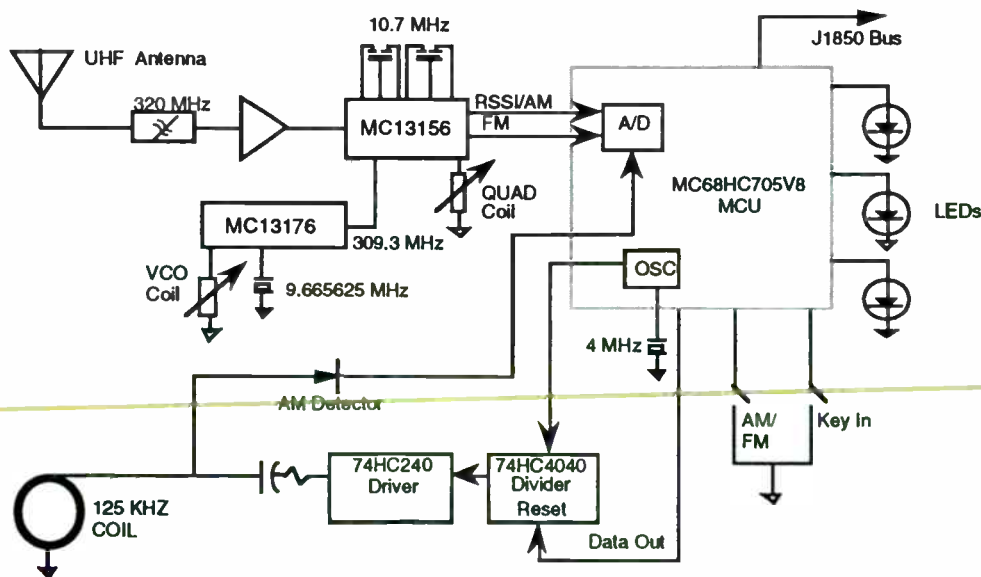 10.7 MHz
J1850 Bus
UHF Antenna
320 MHz
MC13156
RSSI/AM
FM
A/D
MC68HC705V8
MCU
LEDs
QUAD
Coil
MC13176
309.3 MHz
VCO
Coil
9.665625 MHz
OSC
4 MHz
AM Detector
AM/
FM
Key In
74HC240
Driver
74HC4040
Divider
Reset
125 KHZ
COIL
Data Out